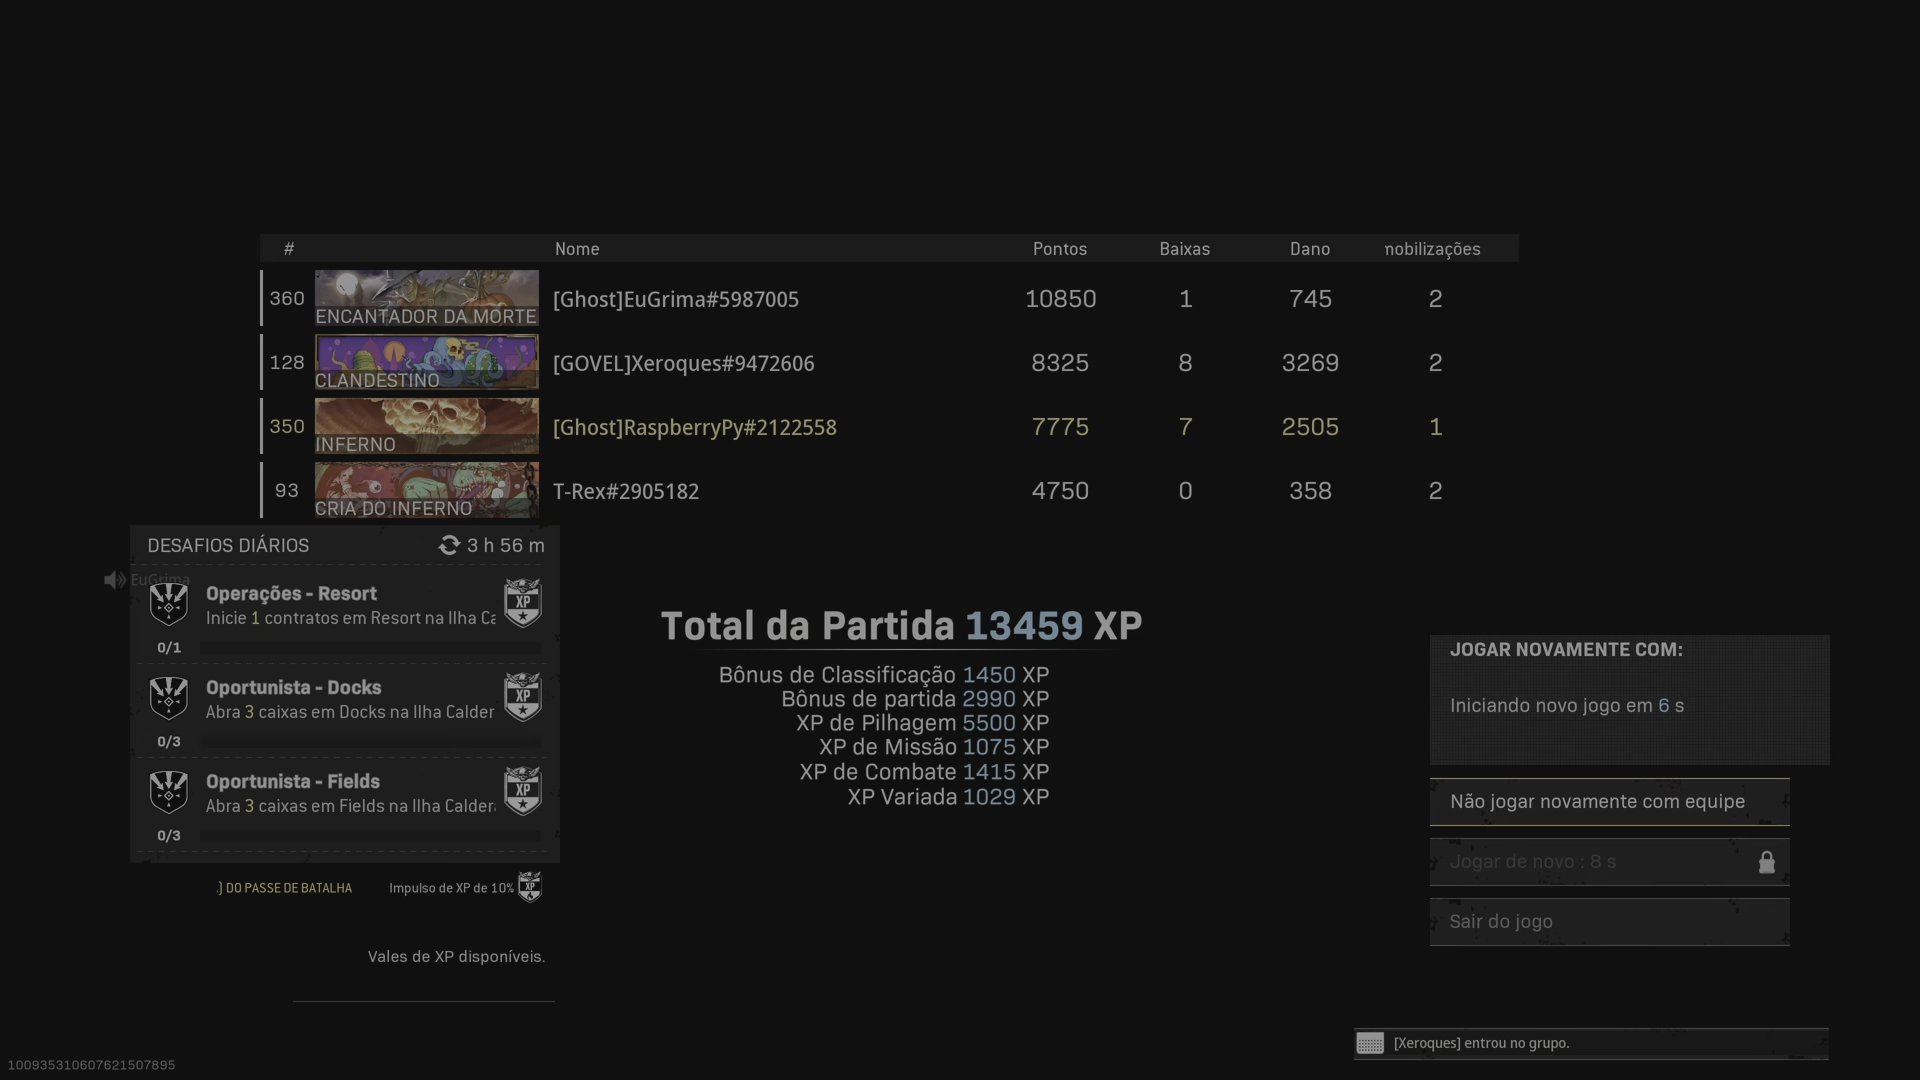 # Nome Pontos Baixas Dano nobilizações
360 ENCANTADOR DA MORTE [Ghost]EuGrima#5987005 10850 1 745 2
128 CLANDESTINO [GOVEL]Xeroques#9472606 8325 8 3269 2
350 INFERNO [Ghost]RaspberryPy#2122558 7775 7 2505 1
93 CRIA DO INFERNO T-Rex#2905182 4750 0 358 2
DESAFIOS DIÁRIOS 3 h 56 m
EuGrima
Operações - Resort XP
Inicie 1 contratos em Resort na Ilha Ca
0/1
Oportunista - Docks XP
Abra 3 caixas em Docks na Ilha Calder
0/3
Oportunista - Fields XP
Abra 3 caixas em Fields na Ilha Caldera
0/3
.) DO PASSE DE BATALHA Impulso de XP de 10% XP
Vales de XP disponíveis.
Total da Partida 13459 XP
Bônus de Classificação 1450 XP
Bônus de partida 2990 XP
XP de Pilhagem 5500 XP
XP de Missão 1075 XP
XP de Combate 1415 XP
XP Variada 1029 XP
JOGAR NOVAMENTE COM:
Iniciando novo jogo em 6 s
Não jogar novamente com equipe
Jogar de novo : 8 s
Sair do jogo
[Xeroques] entrou no grupo.
100935310607621507895